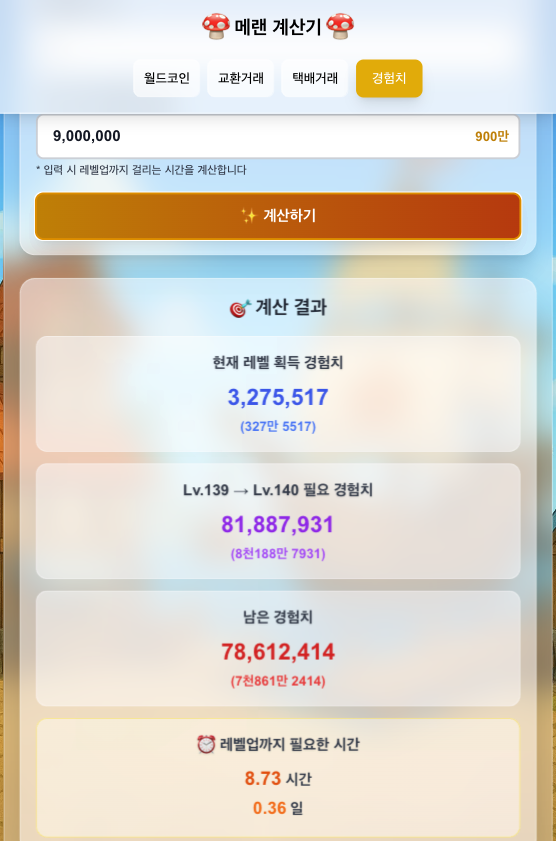 메랜 계산기
월드코인
교환거래
택배거래
경험치
9,000,000
900만
* 입력 시 레벨업까지 걸리는 시간을 계산합니다
계산하기
계산 결과
현재 레벨 획득 경험치
3,275,517
(327만 5517)
Lv.139 → Lv.140 필요 경험치
81,887,931
(8천188만 7931)
남은 경험치
78,612,414
(7천861만 2414)
레벨업까지 필요한 시간
8.73 시간
0.36 일